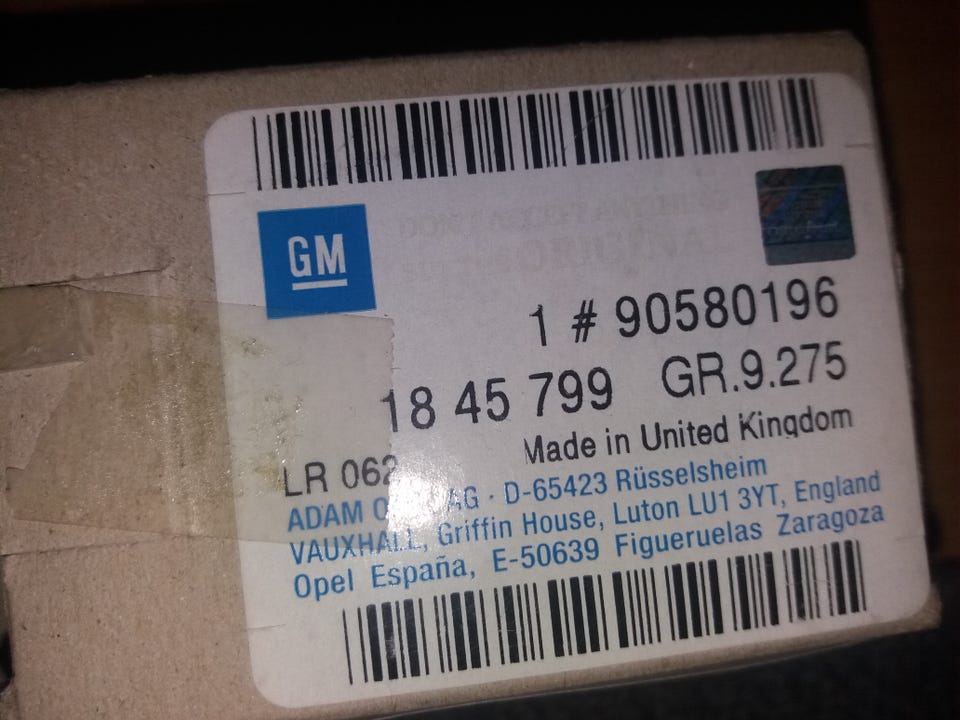 GM
1 # 90580196
18 45 799 GR.9.275
Made in United Kingdom
LR 062
ADAM AG · D-65423 Rüsselsheim
VAUXHALL, Griffin House, Luton LU1 3YT, England
Opel España, E-50639 Figueruelas Zaragoza